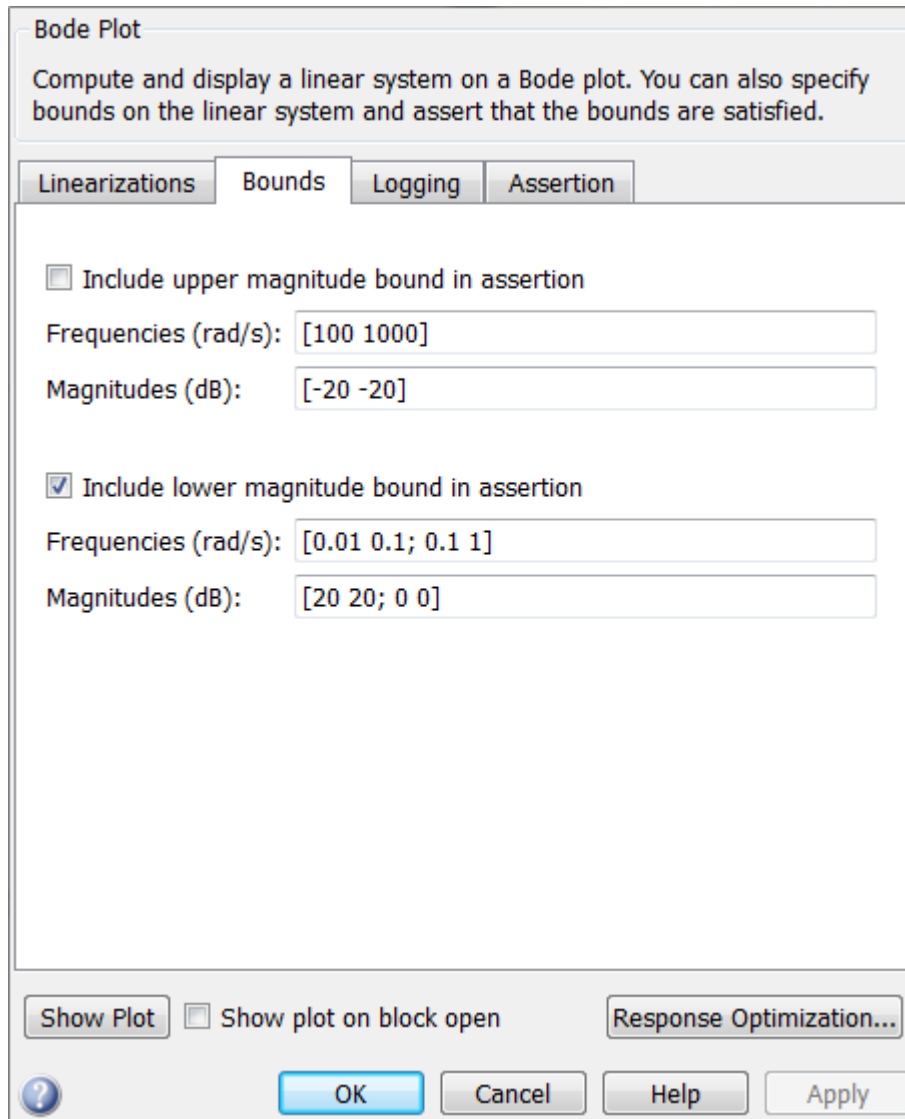 Bode Plot
Compute and display a linear system on a Bode plot. You can also specify
bounds on the linear system and assert that the bounds are satisfied.
Linearizations Bounds Logging Assertion
Include upper magnitude bound in assertion
Frequencies (rad/s): [100 1000]
Magnitudes (dB): [-20 -20]
Include lower magnitude bound in assertion
Frequencies (rad/s): [0.01 0.1; 0.1 1]
Magnitudes (dB): [20 20; 0 0]
Show Plot Show plot on block open Response Optimization...
? OK Cancel Help Apply